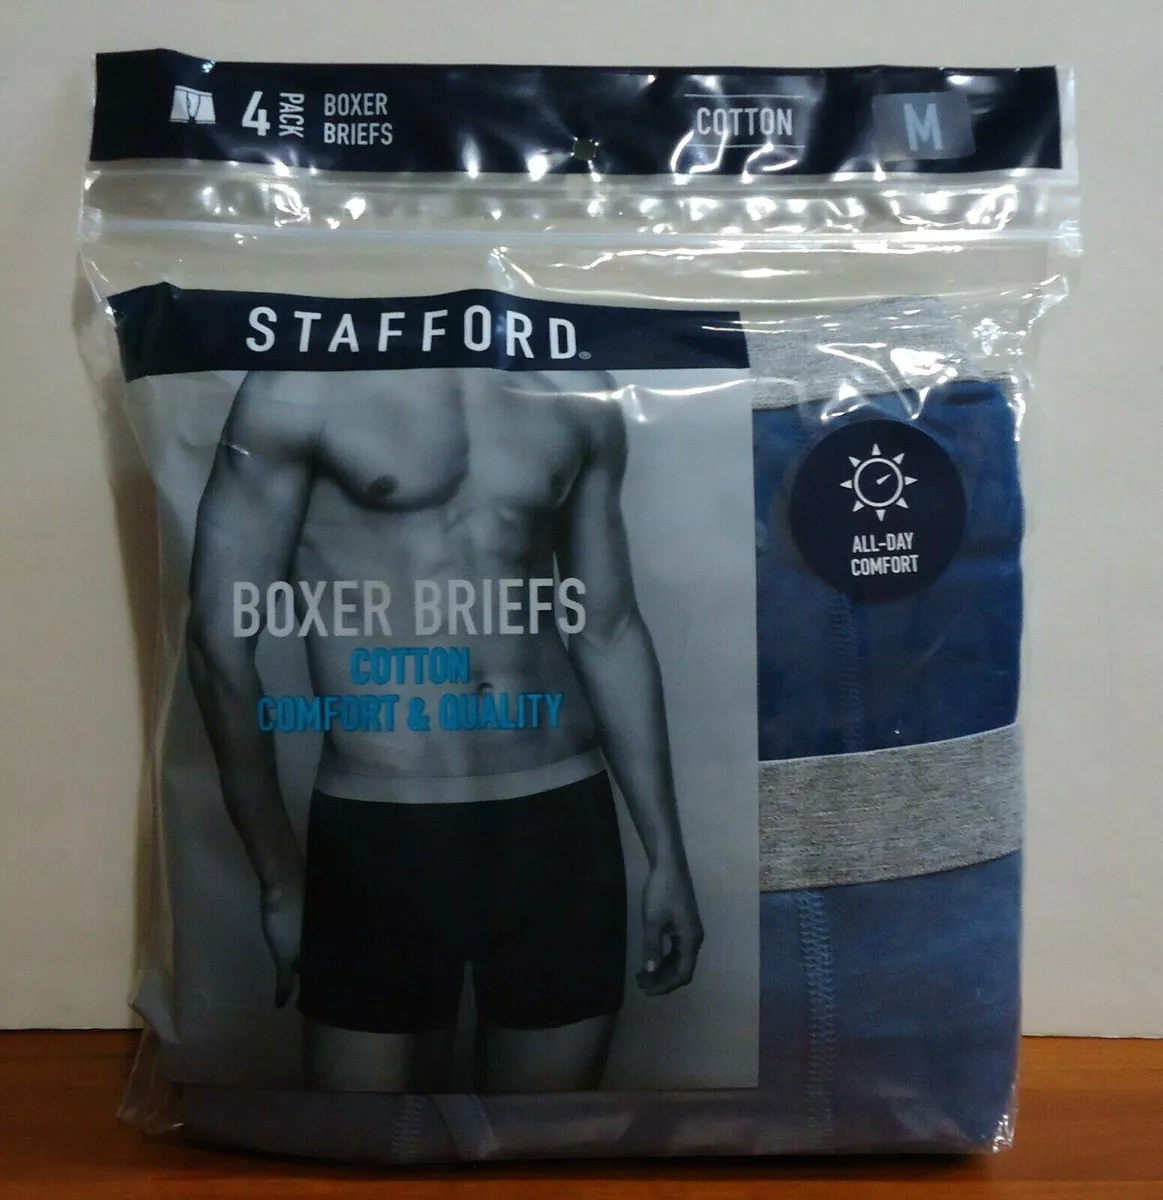 4 PACK
BOXER
BRIEFS
COTTON
M
STAFFORD®
BOXER BRIEFS
COTTON
COMFORT & QUALITY
ALL-DAY
COMFORT